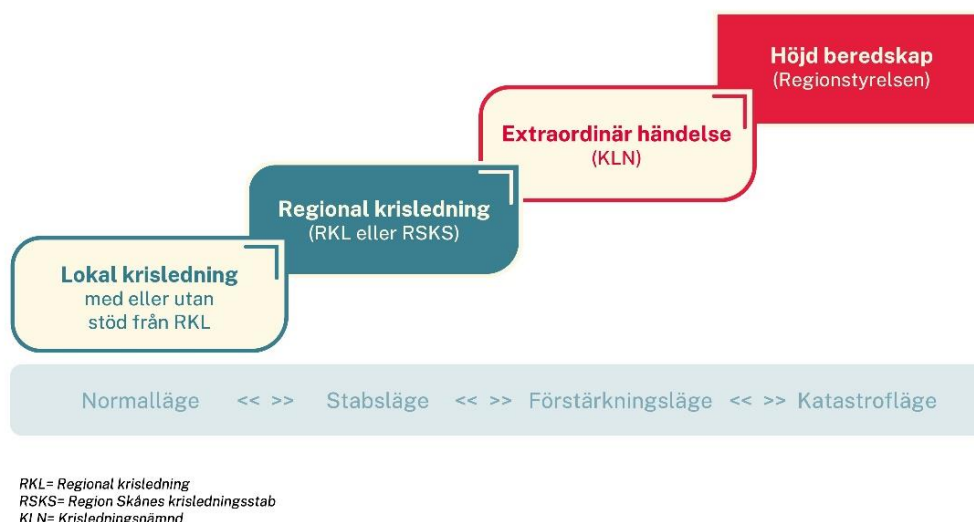 Höjd beredskap
(Regionstyrelsen)
Extraordinär händelse
(KLN)
Regional krisledning
(RKL eller RSKS)
Lokal krisledning
med eller utan
stöd från RKL
Normalläge << >> Stabsläge << >> Förstärkningsläge << >> Katastrofläge
RKL= Regional krisledning
RSKS= Region Skånes krisledningsstab
KLN= Krisledningsnämnd